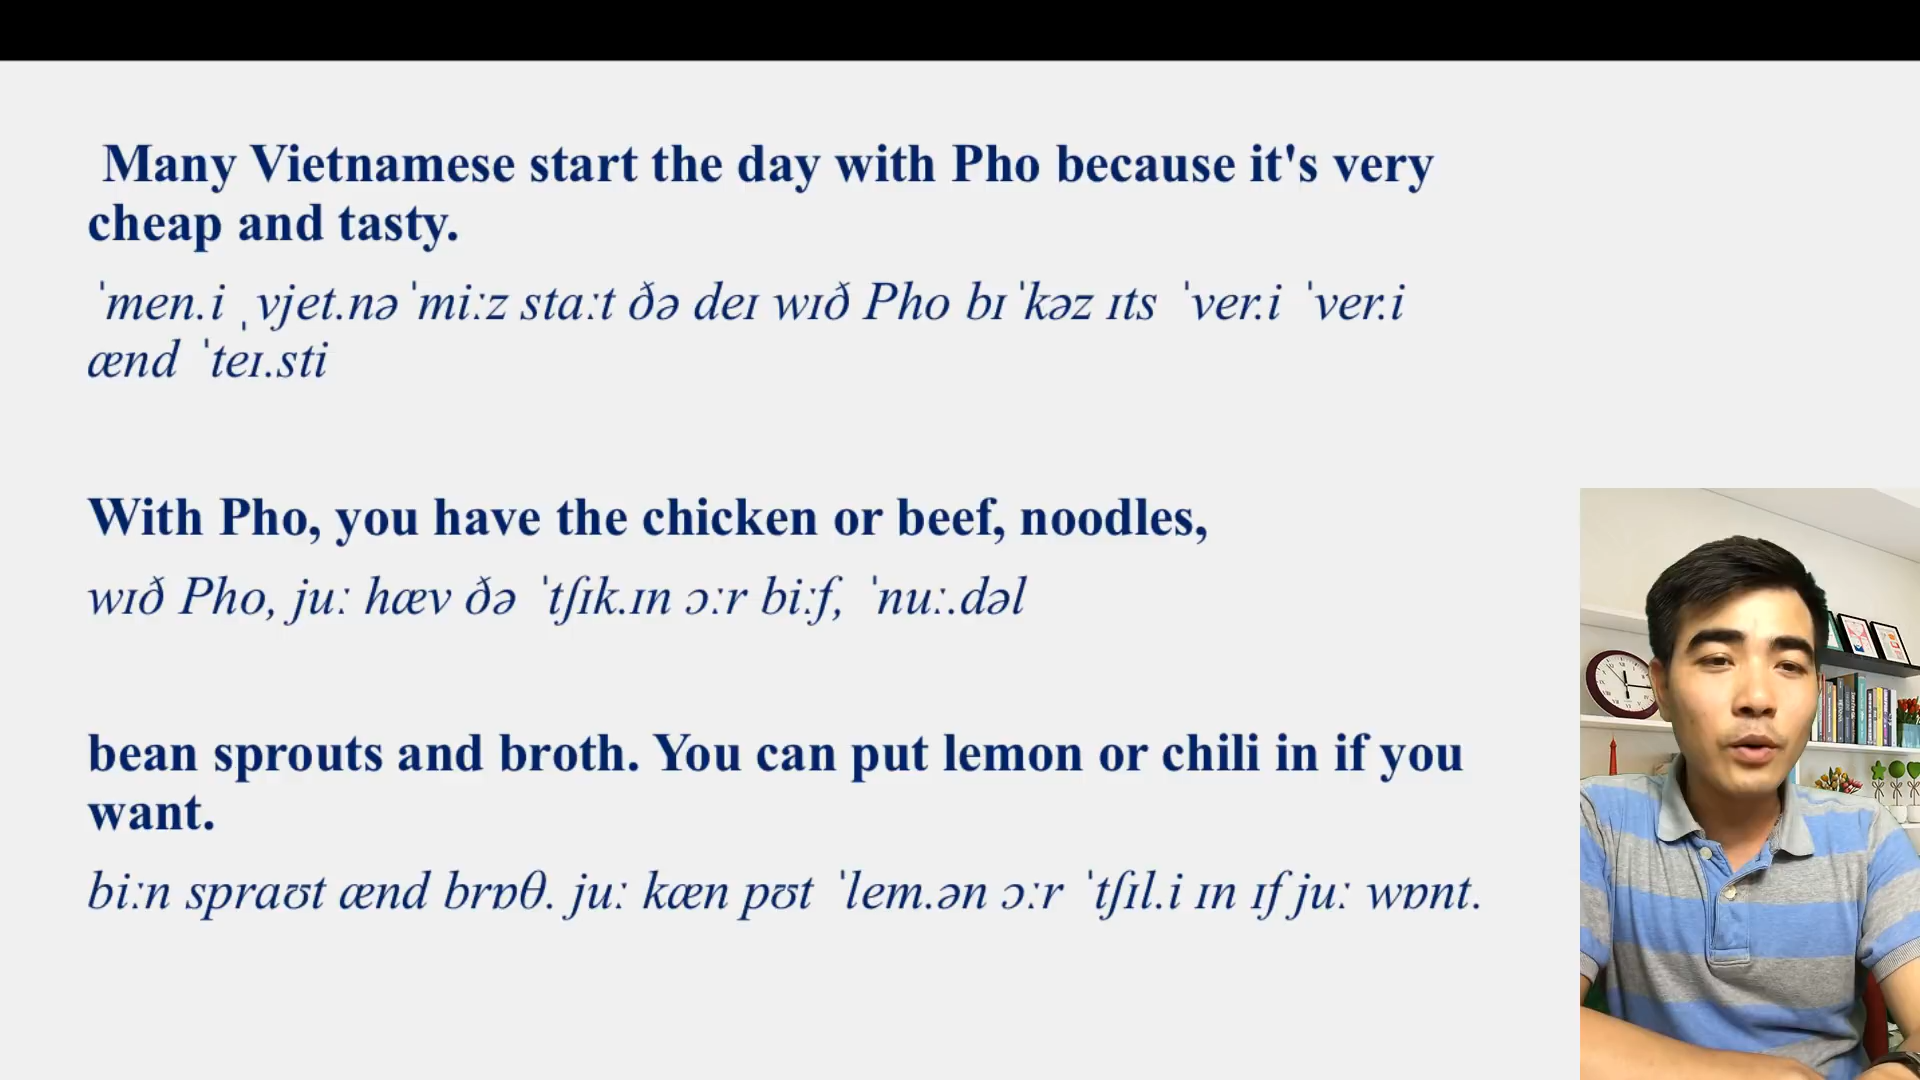 Many Vietnamese start the day with Pho because it's very
cheap and tasty.
ˈmen.i ˌvjet.nəˈmiːz staːt ðə deɪ wɪð Pho bɪˈkəz ɪts ˈver.i ˈver.i
ænd ˈteɪ.sti
With Pho, you have the chicken or beef, noodles,
wɪð Pho, juː hæv ðə ˈtʃɪk.ɪn ɔːr biːf, ˈnuː.dəl
bean sprouts and broth. You can put lemon or chili in if you
want.
biːn spraʊt ænd brɒθ. juː kæn pʊt ˈlem.ən ɔːr ˈtʃɪl.i ɪn ɪf juː wɒnt.